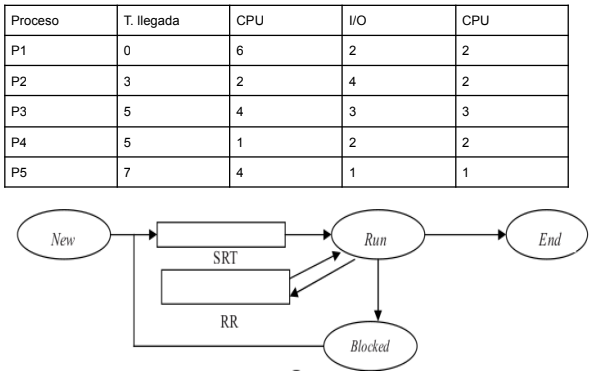 Proceso T. llegada CPU I/O CPU
P1 0 6 2 2
P2 3 2 4 2
P3 5 4 3 3
P4 5 1 2 2
P5 7 4 1 1
New Run End
SRT
RR
Blocked